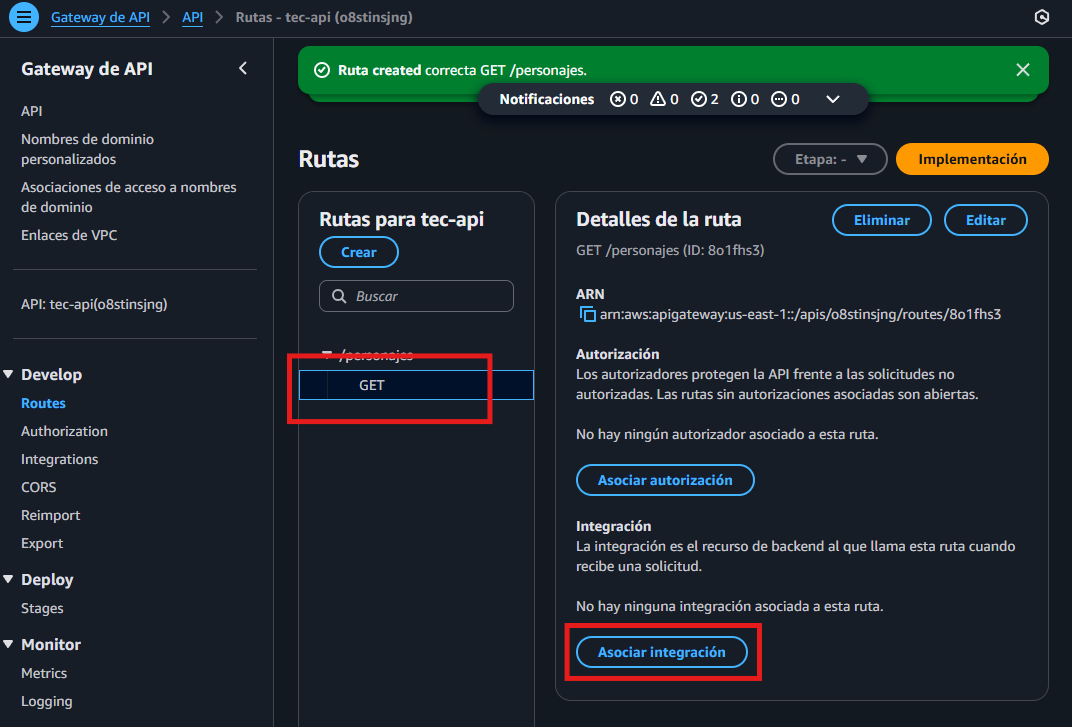 Gateway de API > API > Rutas - tec-api (o8stinsjng)
Gateway de API
API
Nombres de dominio
personalizados
Asociaciones de acceso a nombres
de dominio
Enlaces de VPC
API: tec-api(o8stinsjng)
Develop
Routes
Authorization
Integrations
CORS
Reimport
Export
Deploy
Stages
Monitor
Metrics
Logging
Ruta created correcta GET /personajes.
Notificaciones 0 0 2 0 0
Rutas
Etapa: -
Implementación
Rutas para tec-api
Crear
Buscar
/personajes
GET
Detalles de la ruta
Eliminar
Editar
GET /personajes (ID: 8o1fhs3)
ARN
arn:aws:apigateway:us-east-1::/apis/o8stinsjng/routes/8o1fhs3
Autorización
Los autorizadores protegen la API frente a las solicitudes no
autorizadas. Las rutas sin autorizaciones asociadas son abiertas.
No hay ningún autorizador asociado a esta ruta.
Asociar autorización
Integración
La integración es el recurso de backend al que llama esta ruta cuando
recibe una solicitud.
No hay ninguna integración asociada a esta ruta.
Asociar integración